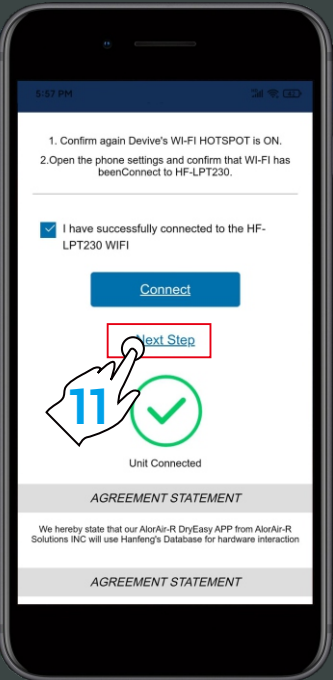 5:57 PM
1. Confirm again Devive's WI-FI HOTSPOT is ON.
2.Open the phone settings and confirm that WI-FI has
beenConnect to HF-LPT230.
I have successfully connected to the HF-
LPT230 WIFI
Connect
Next Step
11
Unit Connected
AGREEMENT STATEMENT
We hereby state that our AlorAir-R DryEasy APP from AlorAir-R
Solutions INC will use Hanfeng's Database for hardware interaction
AGREEMENT STATEMENT